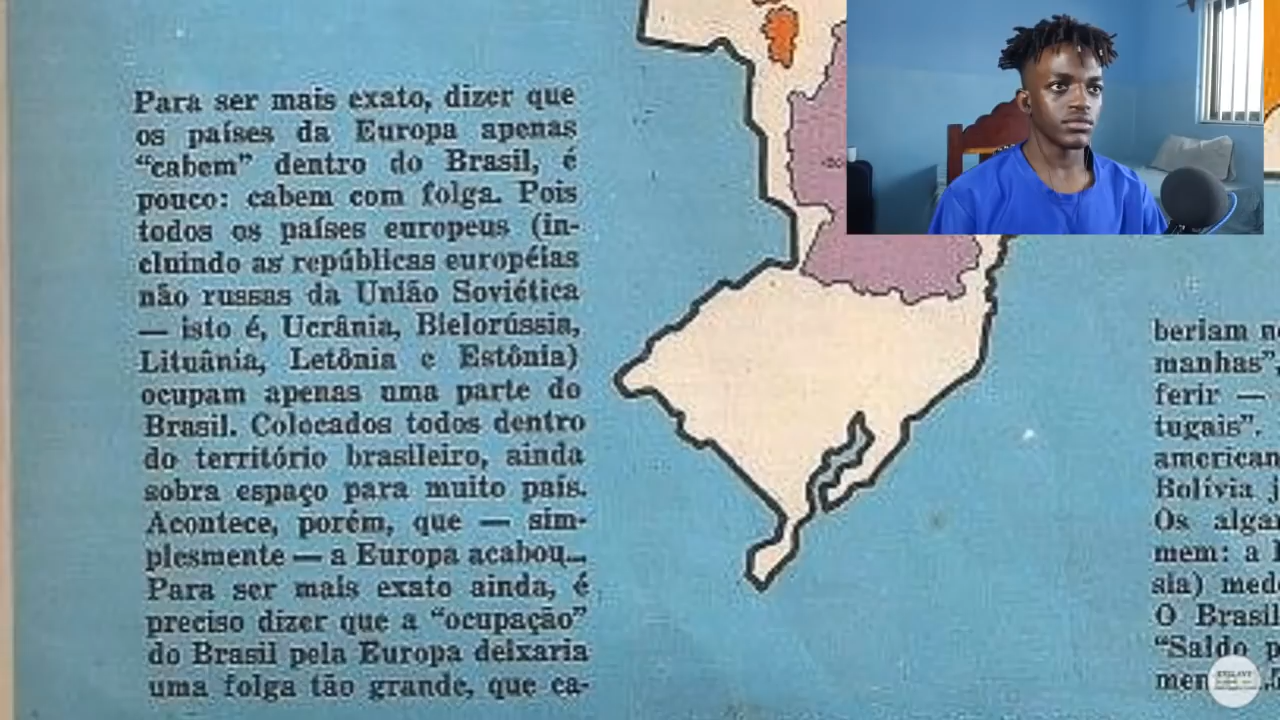 Para ser mais exato, dizer que
os países da Europa apenas
“cabem” dentro do Brasil, é
pouco: cabem com folga. Pois
todos os países europeus (in-
cluindo as repúblicas européias
não russas da União Soviética
— isto é, Ucrânia, Bielorússia,
Lituânia, Letônia e Estônia)
ocupam apenas uma parte do
Brasil. Colocados todos dentro
do território brasileiro, ainda
sobra espaço para muito país.
Acontece, porém, que — sim-
plesmente — a Europa acabou...
Para ser mais exato ainda, é
preciso dizer que a “ocupação”
do Brasil pela Europa deixaria
uma folga tão grande, que ca-
beriam
manhas”,
ferir —
tugais”.
american
Bolívia
Os
mem: a
sia)
O Brasil
“Saldo